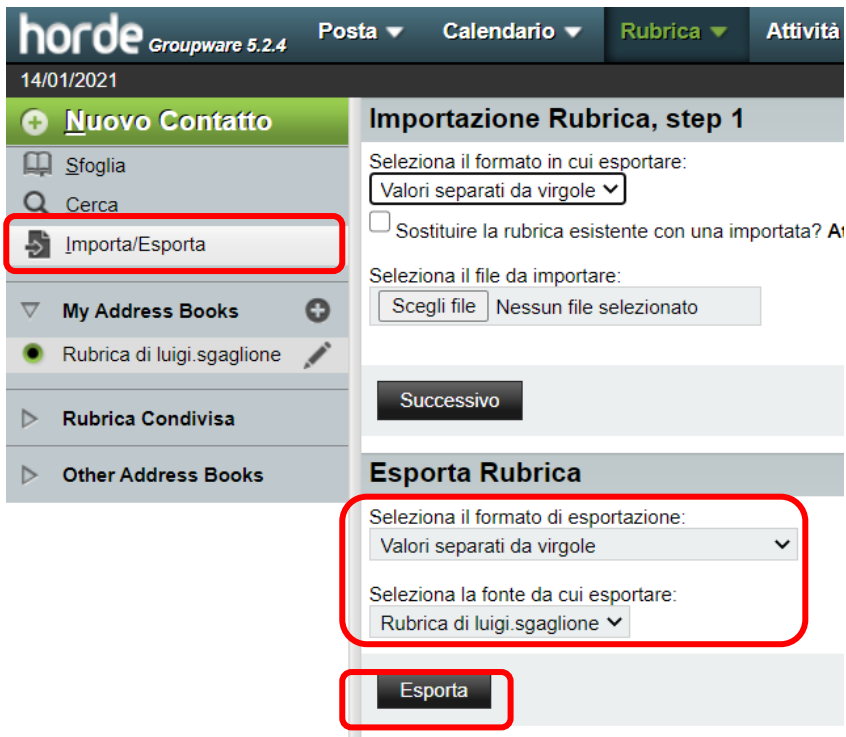 horde Groupware 5.2.4 Posta Calendario Rubrica Attività
14/01/2021
Nuovo Contatto
Sfoglia
Cerca
Importa/Esporta
My Address Books
Rubrica di luigi.sgaglione
Rubrica Condivisa
Other Address Books
Importazione Rubrica, step 1
Seleziona il formato in cui esportare:
Valori separati da virgole
Sostituire la rubrica esistente con una importata? At
Seleziona il file da importare:
Scegli file Nessun file selezionato
Successivo
Esporta Rubrica
Seleziona il formato di esportazione:
Valori separati da virgole
Seleziona la fonte da cui esportare:
Rubrica di luigi.sgaglione
Esporta